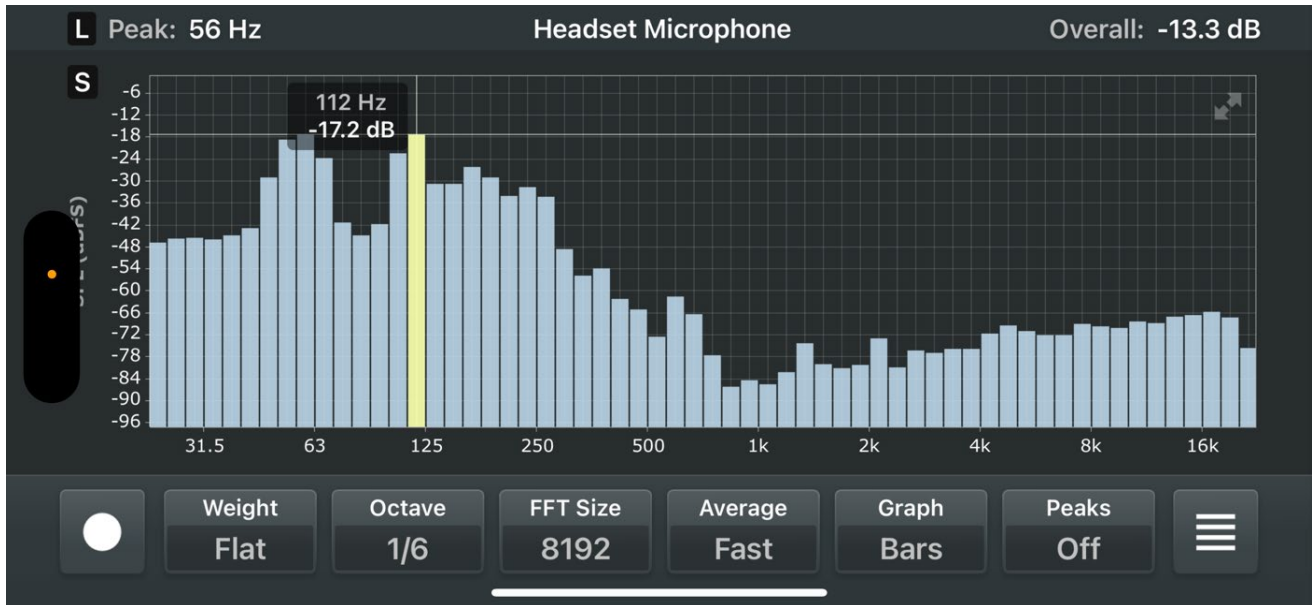 L Peak: 56 Hz
Headset Microphone
Overall: -13.3 dB
S
112 Hz
-17.2 dB
-6
-12
-18
-24
-30
-36
-42
-48
-54
-60
-66
-72
-78
-84
-90
-96
31.5 63 125 250 500 1k 2k 4k 8k 16k
Weight Octave FFT Size Average Graph Peaks
Flat 1/6 8192 Fast Bars Off